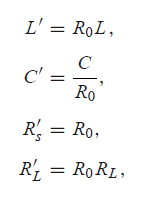 L′ = R₀L,
C′ = C/R₀,
R′ₛ = R₀,
R′_L = R₀R_L,